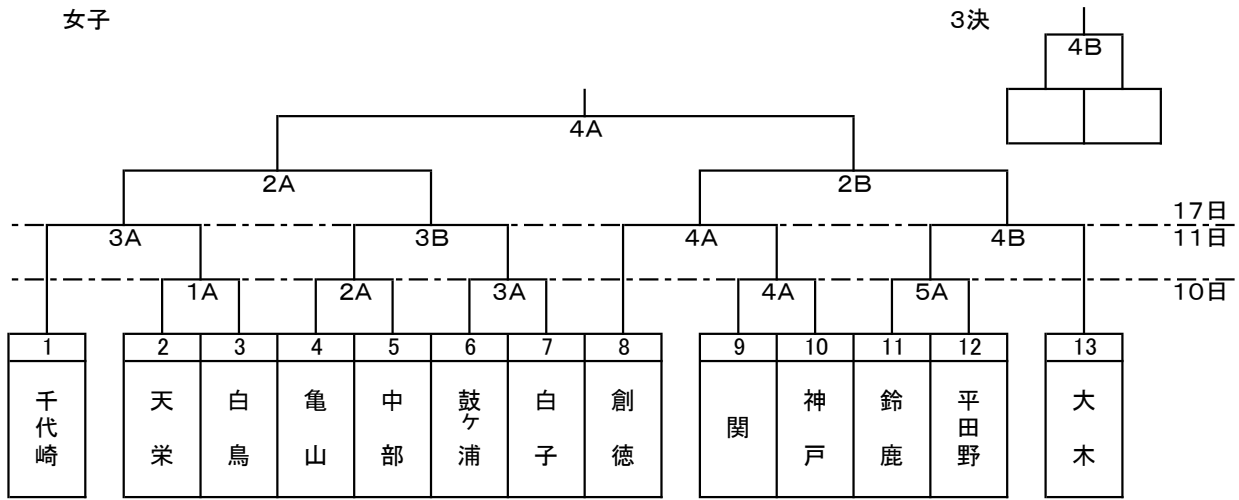 女子 3決
4B
4A
2A 2B
17日
3A 3B 4A 4B 11日
1A 2A 3A 4A 5A 10日
1 2 3 4 5 6 7 8 9 10 11 12 13
千代崎 天栄 白鳥 亀山 中部 鼓ヶ浦 白子 創徳 関 神戸 鈴鹿 平田野 大木